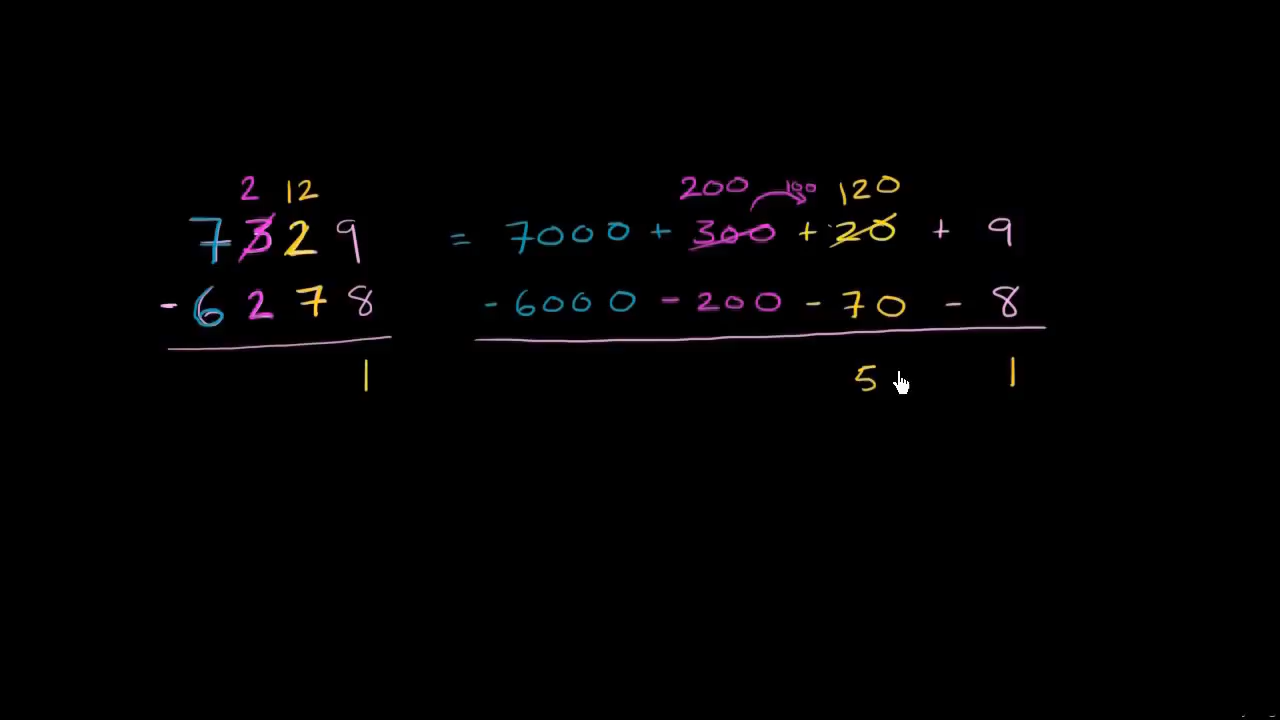 2 12 200 100 120
7329 = 7000 + 300 + 20 + 9
- 6278 - 6000 - 200 - 70 - 8
1 5 1